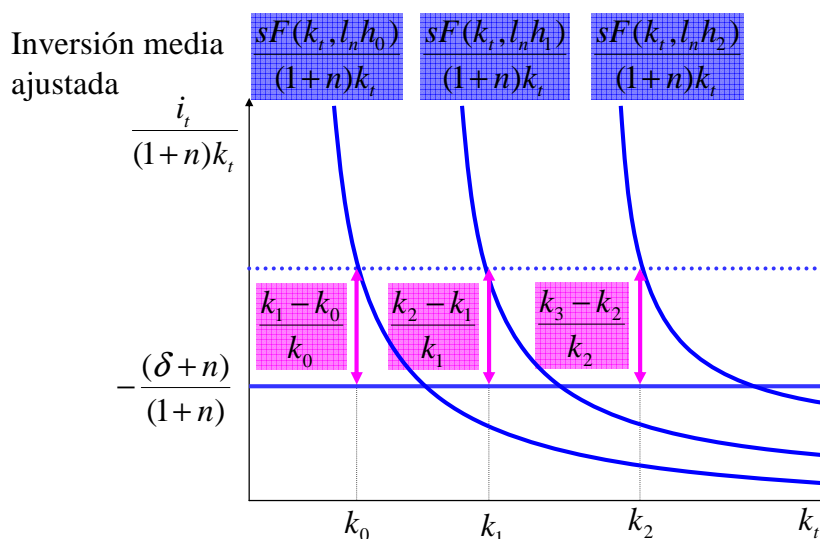 Inversión media
ajustada
i_t / (1+n)k_t
sF(k_t, l_n h_0) / (1+n)k_t
sF(k_t, l_n h_1) / (1+n)k_t
sF(k_t, l_n h_2) / (1+n)k_t
(k_1 − k_0) / k_0
(k_2 − k_1) / k_1
(k_3 − k_2) / k_2
−(δ + n) / (1+n)
k_0 k_1 k_2 k_t